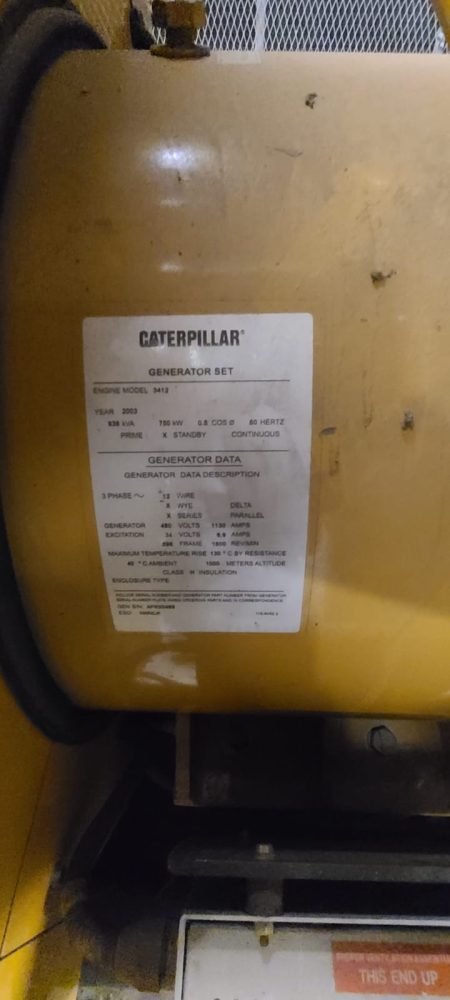 CATERPILLAR®
GENERATOR SET
ENGINE MODEL 3412
YEAR 2003
938 kVA 750 kW 0.8 COS Ø 60 HERTZ
PRIME X STANDBY CONTINUOUS
GENERATOR DATA
GENERATOR DATA DESCRIPTION
3 PHASE ~ 12 WIRE
X WYE DELTA
X SERIES PARALLEL
GENERATOR 480 VOLTS 1130 AMPS
EXCITATION 34 VOLTS AMPS
FRAME 1800 REV/MIN
MAXIMUM TEMPERATURE RISE 130 ° C BY RESISTANCE
40 ° C AMBIENT 1000 METERS ALTITUDE
CLASS H INSULATION
ENCLOSURE TYPE
GEN S/N
THIS END UP